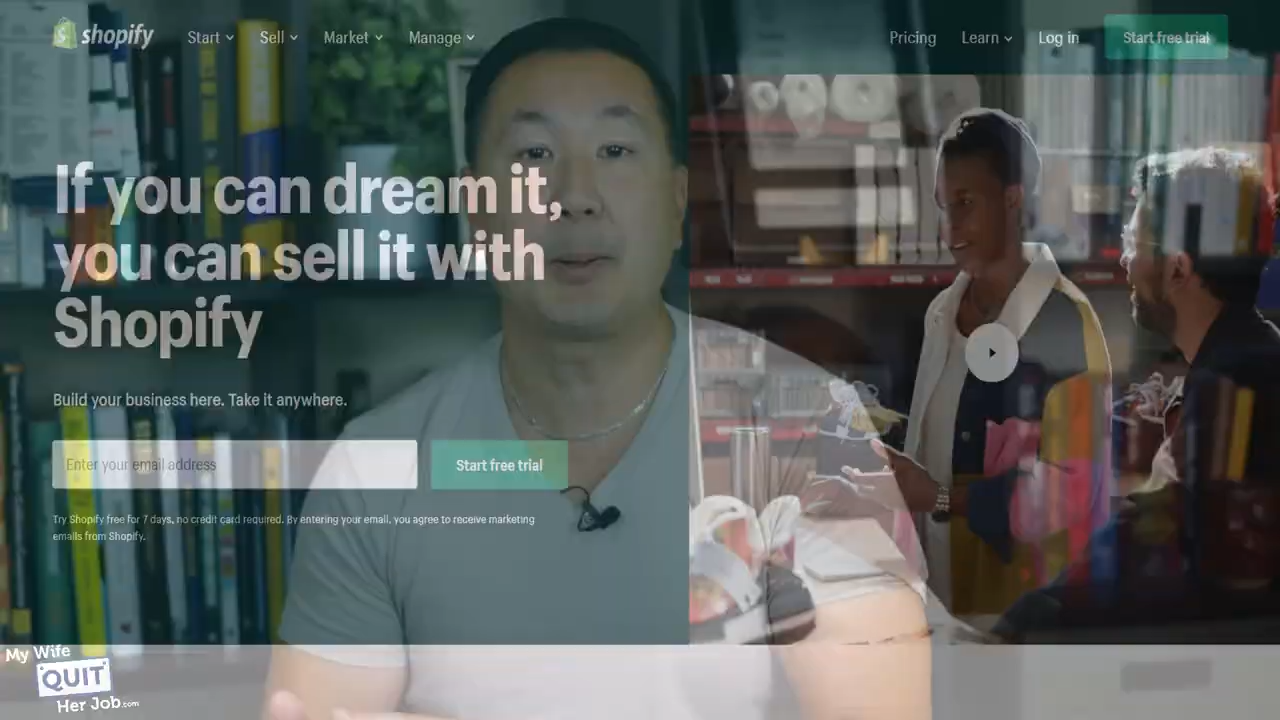 shopify
Start Sell Market Manage Pricing Learn Log in Start free trial
If you can dream it,
you can sell it with
Shopify
Build your business here. Take it anywhere.
Enter your email address
Start free trial
Try Shopify free for 7 days, no credit card required. By entering your email, you agree to receive marketing
emails from Shopify.
My Wife
QUIT
Her Job.com